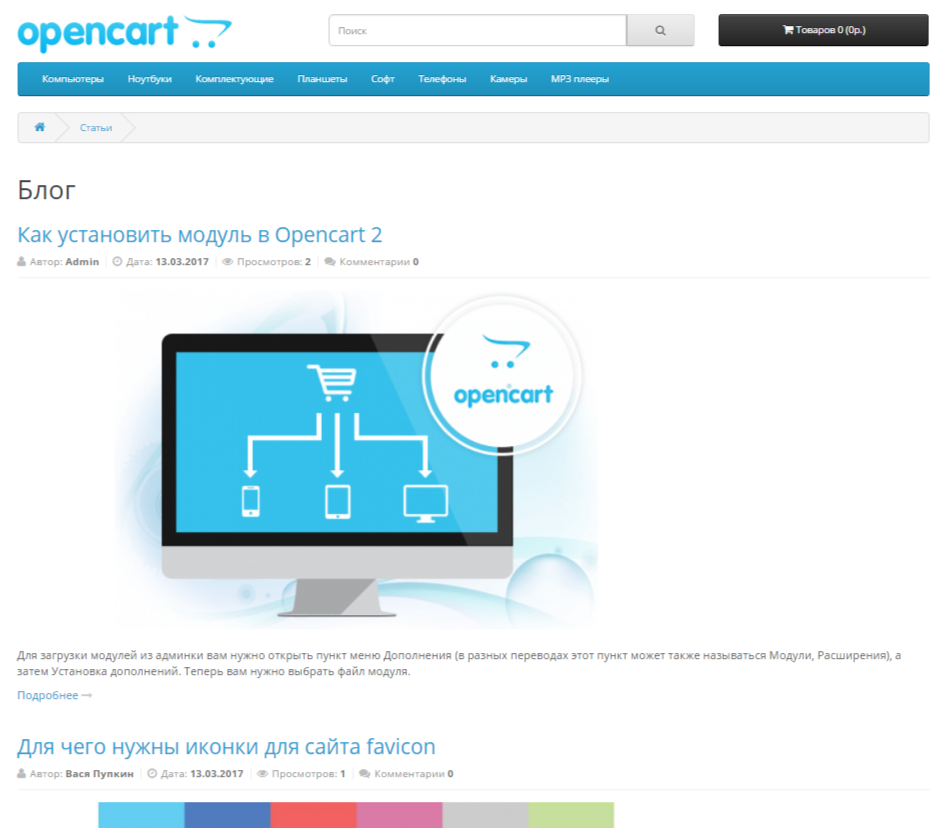 opencart
Поиск
Товаров 0 (0р.)
Компьютеры Ноутбуки Комплектующие Планшеты Софт Телефоны Камеры MP3 плееры
Статьи
Блог
Как установить модуль в Opencart 2
Автор: Admin Дата: 13.03.2017 Просмотров: 2 Комментарии 0
opencart
Для загрузки модулей из админки вам нужно открыть пункт меню Дополнения (в разных переводах этот пункт может также называться Модули, Расширения), а
затем Установка дополнений. Теперь вам нужно выбрать файл модуля.
Подробнее
Для чего нужны иконки для сайта favicon
Автор: Вася Пупкин Дата: 13.03.2017 Просмотров: 1 Комментарии 0